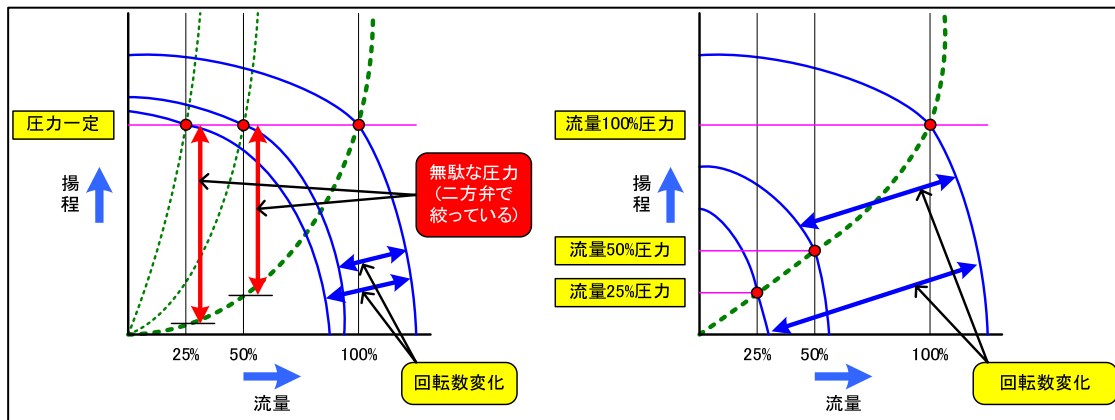 圧力一定
揚
程
無駄な圧力
(二方弁で
絞っている)
25%
50%
100%
流量
回転数変化
流量100%圧力
揚
程
流量50%圧力
流量25%圧力
25%
50%
100%
流量
回転数変化